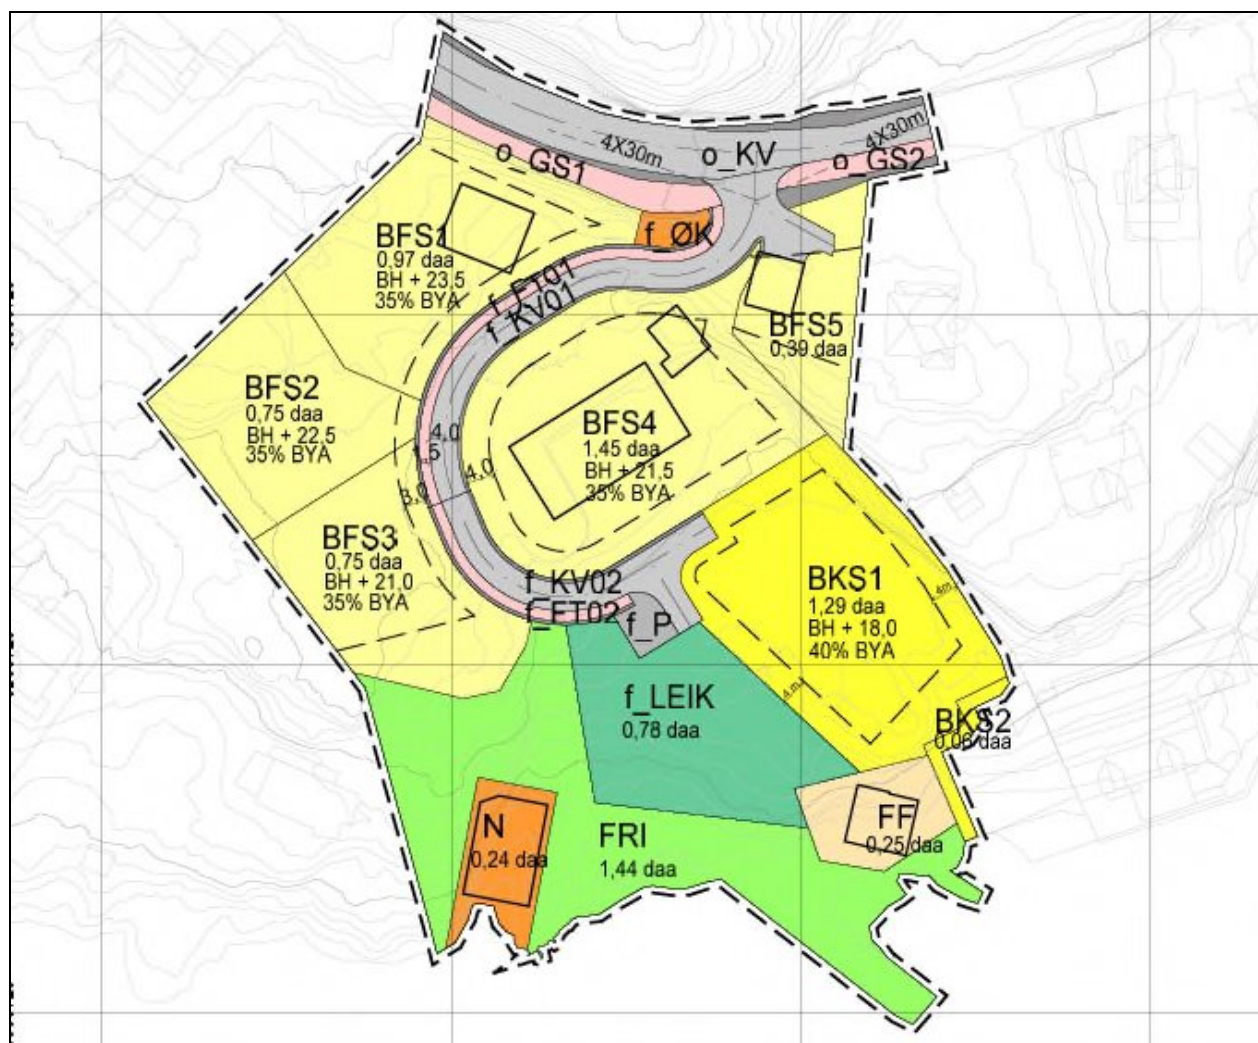 4X30m
4X30m
o_GS1
o_KV
o_GS2
f_ØK
BFS1
0,97 daa
BH + 23,5
35% BYA
f_FT01
f_KV01
BFS5
0,39 daa
BFS2
0,75 daa
BH + 22,5
35% BYA
BFS4
1,45 daa
BH + 21,5
35% BYA
4,0
1,5
4,0
3,0
BFS3
0,75 daa
BH + 21,0
35% BYA
f_KV02
f_FT02
f_P
BKS1
1,29 daa
BH + 18,0
40% BYA
4m
4 m
f_LEIK
0,78 daa
BKS2
0,06 daa
N
0,24 daa
FRI
1,44 daa
FF
0,25 daa